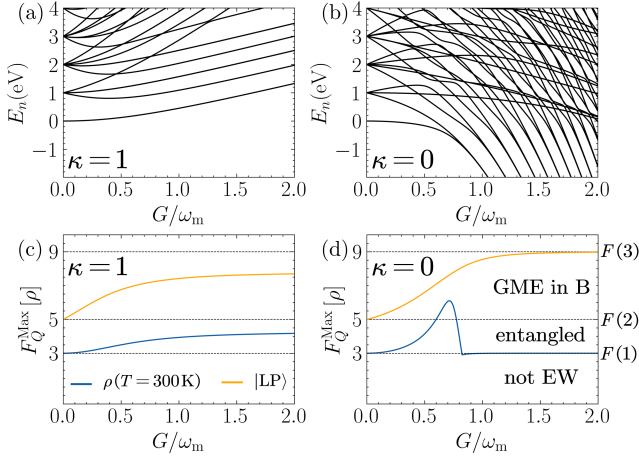 (a)
E_n(eV)
4
3
2
1
0
−1
κ = 1
0.0 0.5 1.0 1.5 2.0
G/ω_m
(b)
E_n(eV)
4
3
2
1
0
−1
κ = 0
0.0 0.5 1.0 1.5 2.0
G/ω_m
(c)
F_Q^Max [ρ]
9
5
3
κ = 1
ρ(T = 300K) |LP⟩
0.0 0.5 1.0 1.5 2.0
G/ω_m
(d)
F_Q^Max [ρ]
9
5
3
κ = 0
GME in B
entangled
not EW
F(3)
F(2)
F(1)
0.0 0.5 1.0 1.5 2.0
G/ω_m